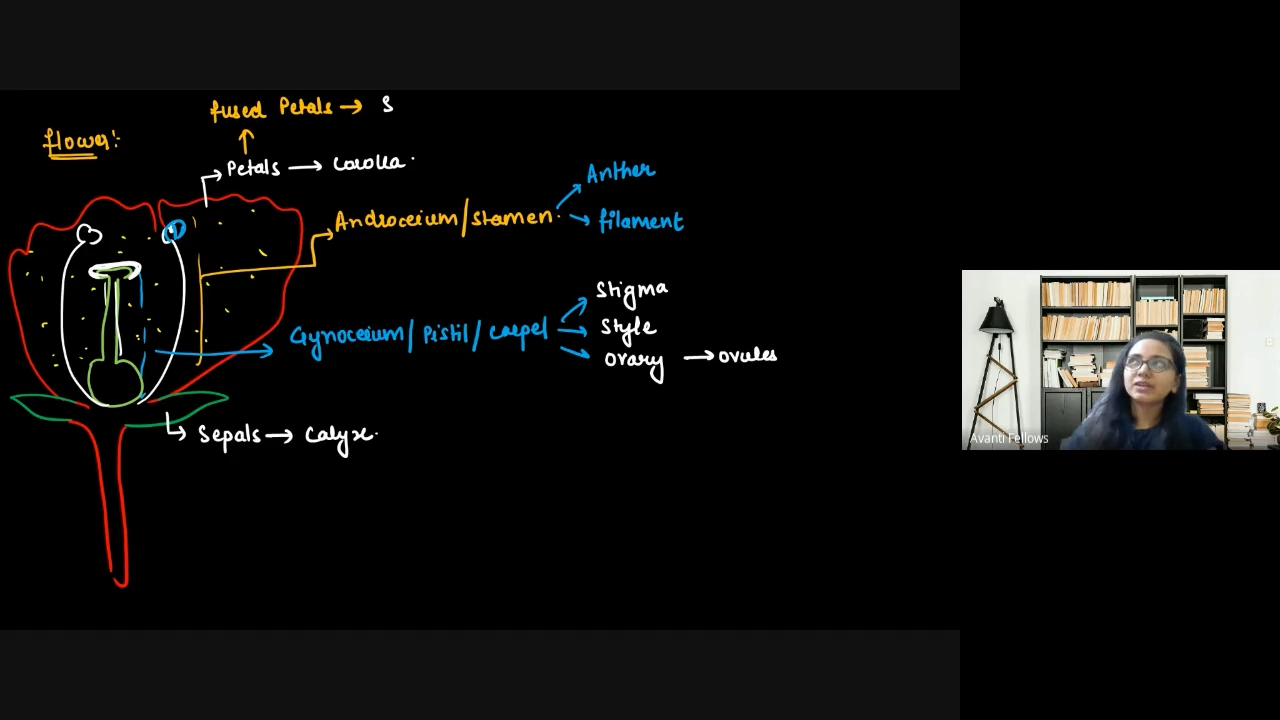 flower:
fused Petals → S
Petals → Corolla.
Androecium/Stamen.
Anther
filament
Gynoceium/Pistil/carpel
Stigma
Style
ovary → ovules
Sepals → Calyx.
Avanti Fellows